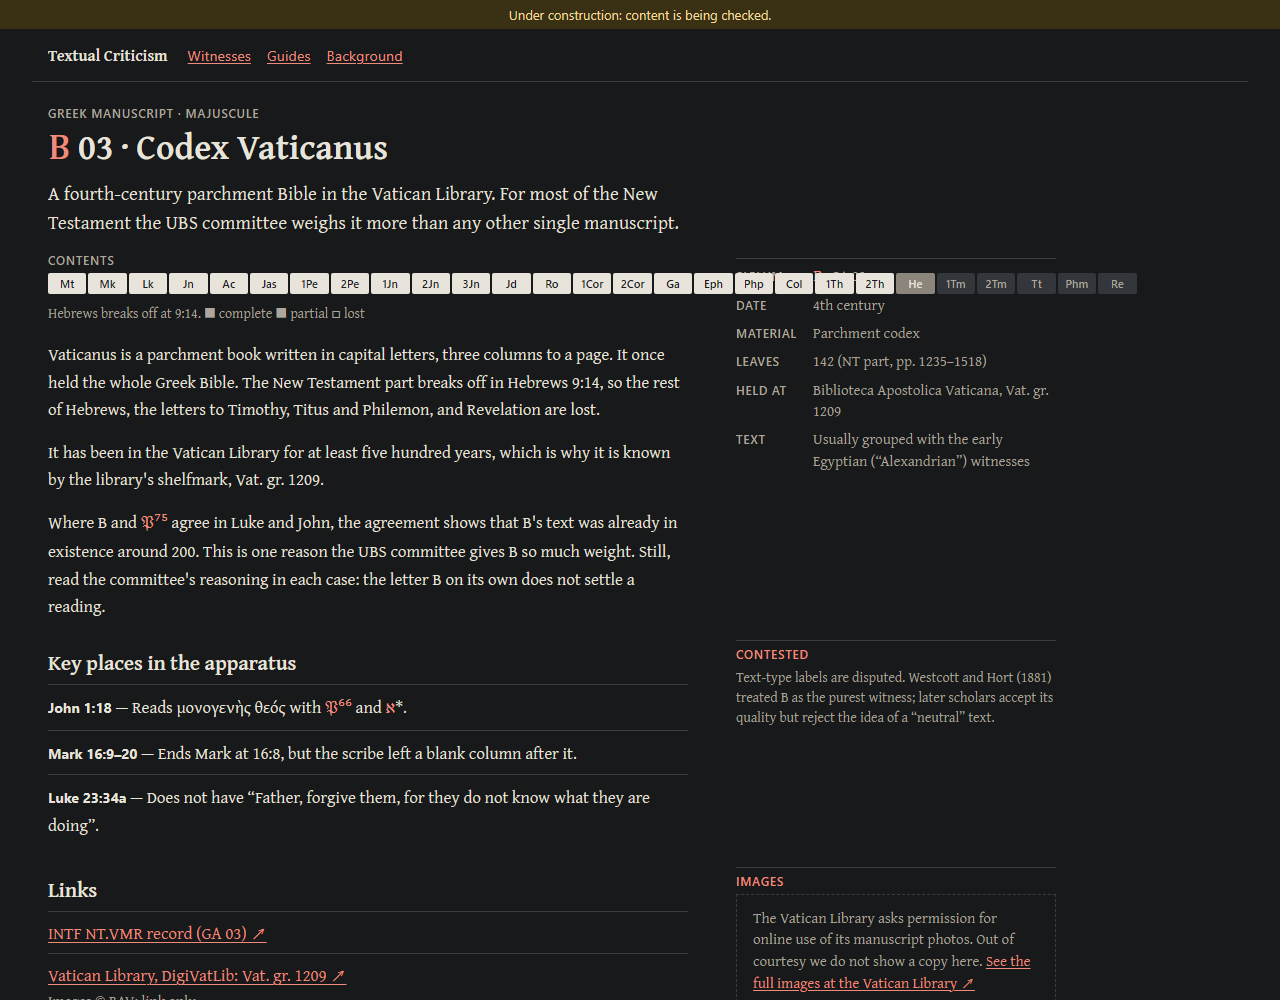 Under construction: content is being checked.
Textual Criticism Witnesses Guides Background
GREEK MANUSCRIPT · MAJUSCULE
B 03 · Codex Vaticanus
A fourth-century parchment Bible in the Vatican Library. For most of the New
Testament the UBS committee weighs it more than any other single manuscript.
CONTENTS
Mt Mk Lk Jn Ac Jas 1Pe 2Pe 1Jn 2Jn 3Jn Jd Ro 1Cor 2Cor Ga Eph Php Col 1Th 2Th He 1Tm 2Tm Tt Phm Re
Hebrews breaks off at 9:14. ■ complete ■ partial □ lost
Vaticanus is a parchment book written in capital letters, three columns to a page. It once
held the whole Greek Bible. The New Testament part breaks off in Hebrews 9:14, so the rest
of Hebrews, the letters to Timothy, Titus and Philemon, and Revelation are lost.
It has been in the Vatican Library for at least five hundred years, which is why it is known
by the library's shelfmark, Vat. gr. 1209.
Where B and 𝔓⁷⁵ agree in Luke and John, the agreement shows that B's text was already in
existence around 200. This is one reason the UBS committee gives B so much weight. Still,
read the committee's reasoning in each case: the letter B on its own does not settle a
reading.
Key places in the apparatus
John 1:18 — Reads μονογενὴς θεός with 𝔓⁶⁶ and ℵ*.
Mark 16:9–20 — Ends Mark at 16:8, but the scribe left a blank column after it.
Luke 23:34a — Does not have “Father, forgive them, for they do not know what they are
doing”.
Links
INTF NT.VMR record (GA 03) ↗
Vatican Library, DigiVatLib: Vat. gr. 1209 ↗
DATE 4th century
MATERIAL Parchment codex
LEAVES 142 (NT part, pp. 1235–1518)
HELD AT Biblioteca Apostolica Vaticana, Vat. gr.
1209
TEXT Usually grouped with the early
Egyptian (“Alexandrian”) witnesses
CONTESTED
Text-type labels are disputed. Westcott and Hort (1881)
treated B as the purest witness; later scholars accept its
quality but reject the idea of a “neutral” text.
IMAGES
The Vatican Library asks permission for
online use of its manuscript photos. Out of
courtesy we do not show a copy here. See the
full images at the Vatican Library ↗